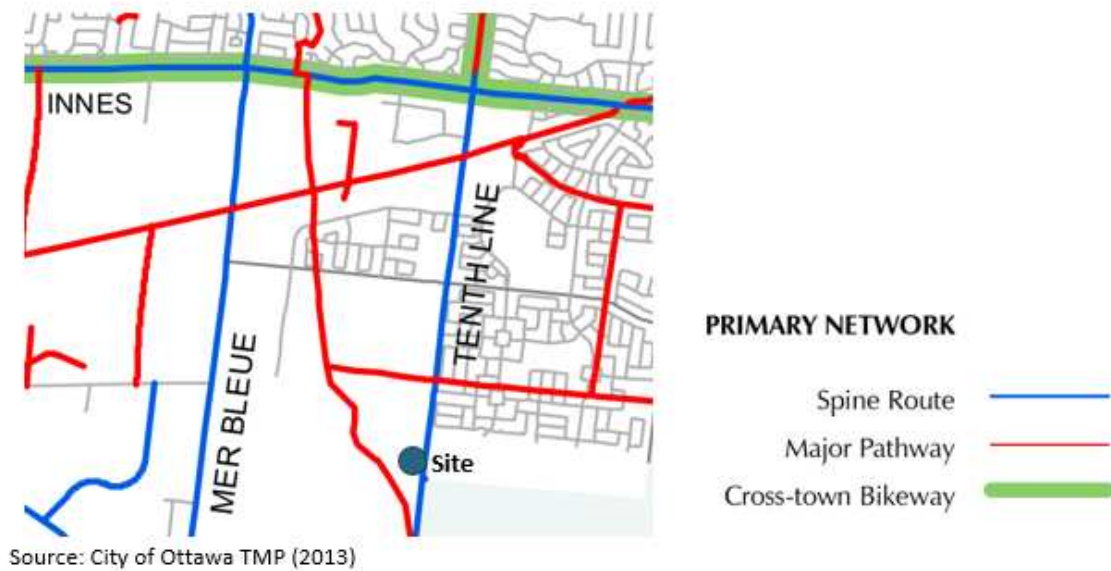 INNES
MER BLEUE
TENTH LINE
Site
PRIMARY NETWORK
Spine Route
Major Pathway
Cross-town Bikeway
Source: City of Ottawa TMP (2013)